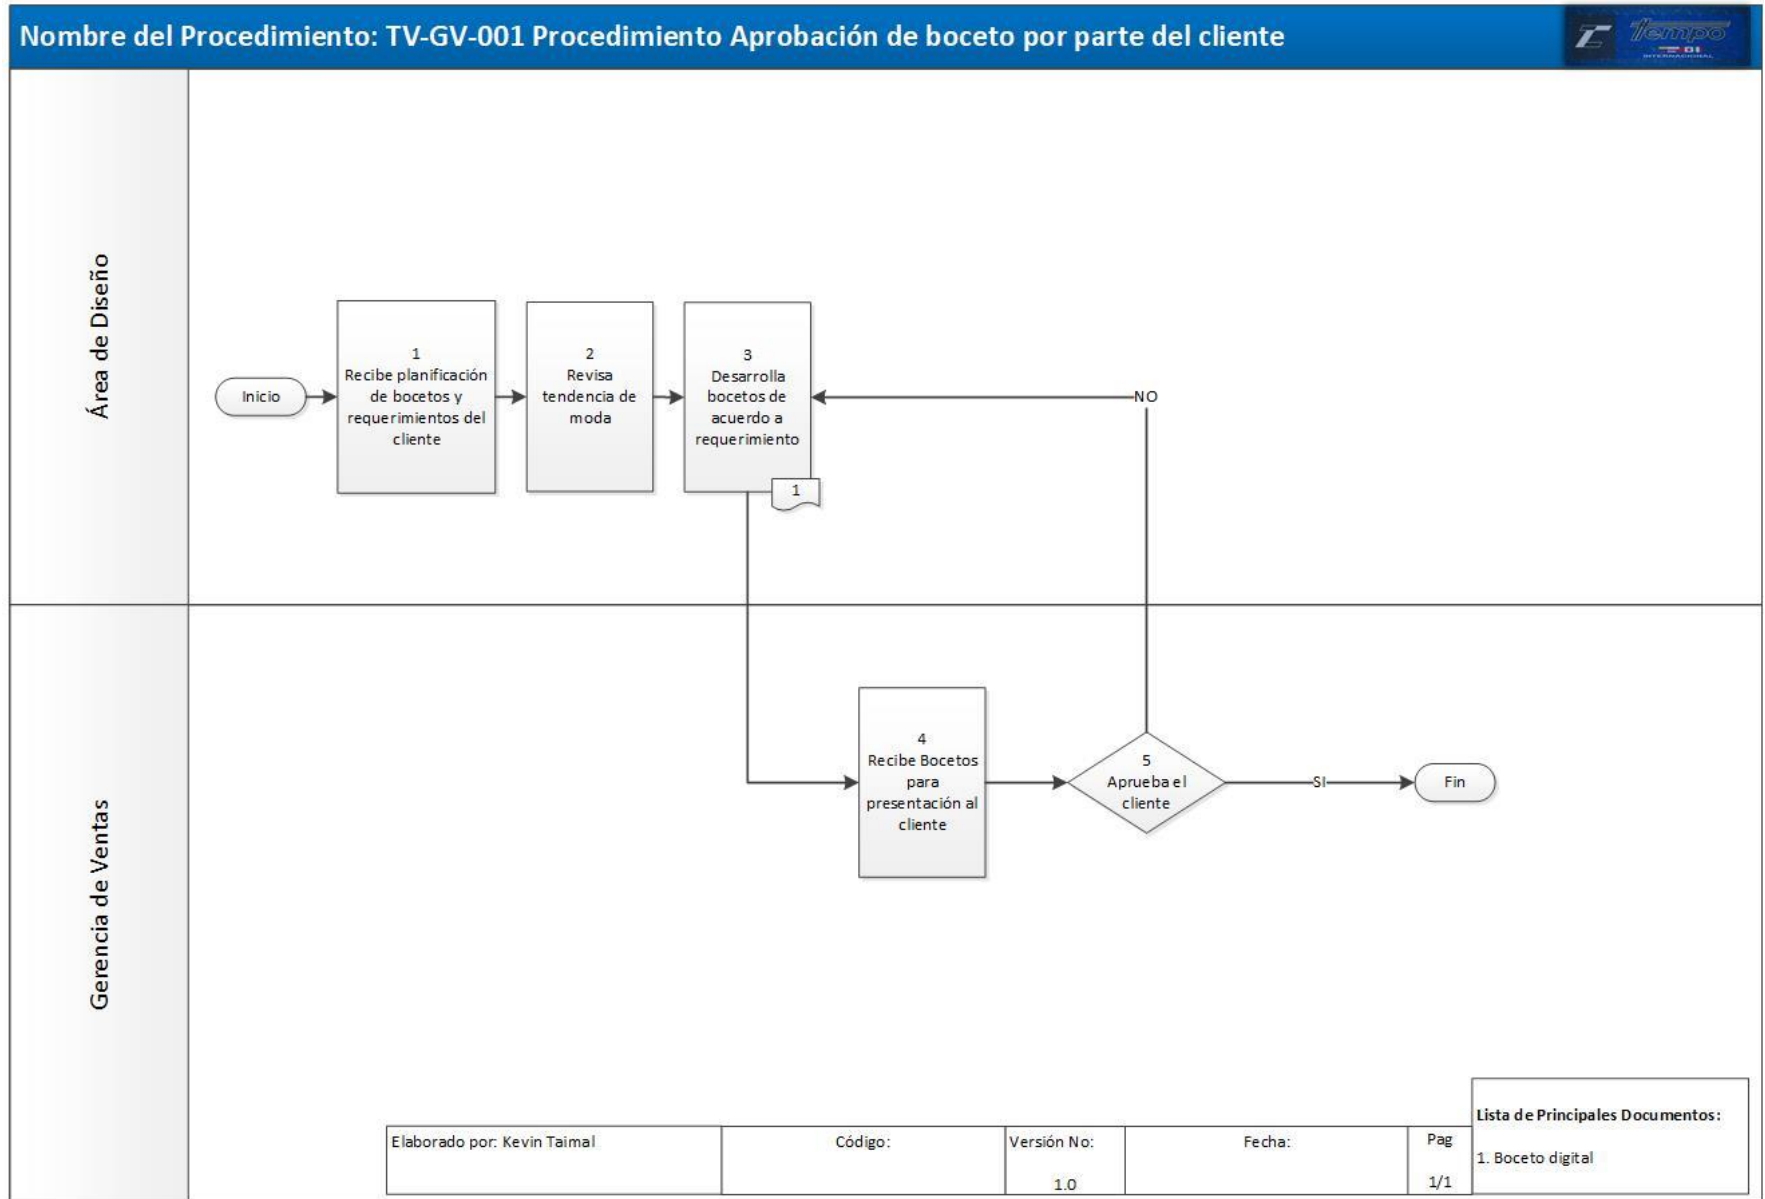 Nombre del Procedimiento: TV-GV-001 Procedimiento Aprobación de boceto por parte del cliente
Tempo
INTERNACIONAL
Área de Diseño
Inicio
1
Recibe planificación
de bocetos y
requerimientos del
cliente
2
Revisa
tendencia de
moda
3
Desarrolla
bocetos de
acuerdo a
requerimiento
1
NO
Gerencia de Ventas
4
Recibe Bocetos
para
presentación al
cliente
5
Aprueba el
cliente
SI
Fin
Elaborado por: Kevin Taimal
Código:
Versión No:
1.0
Fecha:
Pag
1/1
Lista de Principales Documentos:
1. Boceto digital